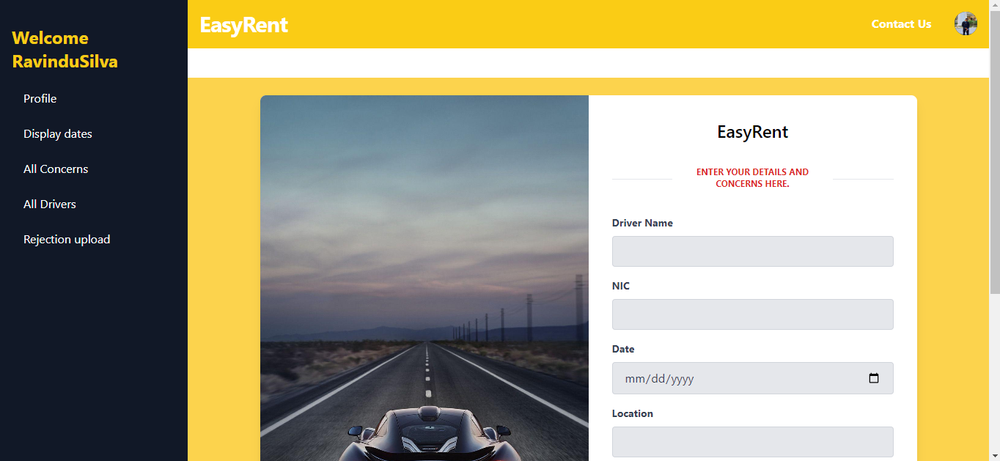 Welcome
RavinduSilva
Profile
Display dates
All Concerns
All Drivers
Rejection upload
EasyRent
Contact Us
EasyRent
ENTER YOUR DETAILS AND
CONCERNS HERE.
Driver Name
NIC
Date
mm/dd/yyyy
Location